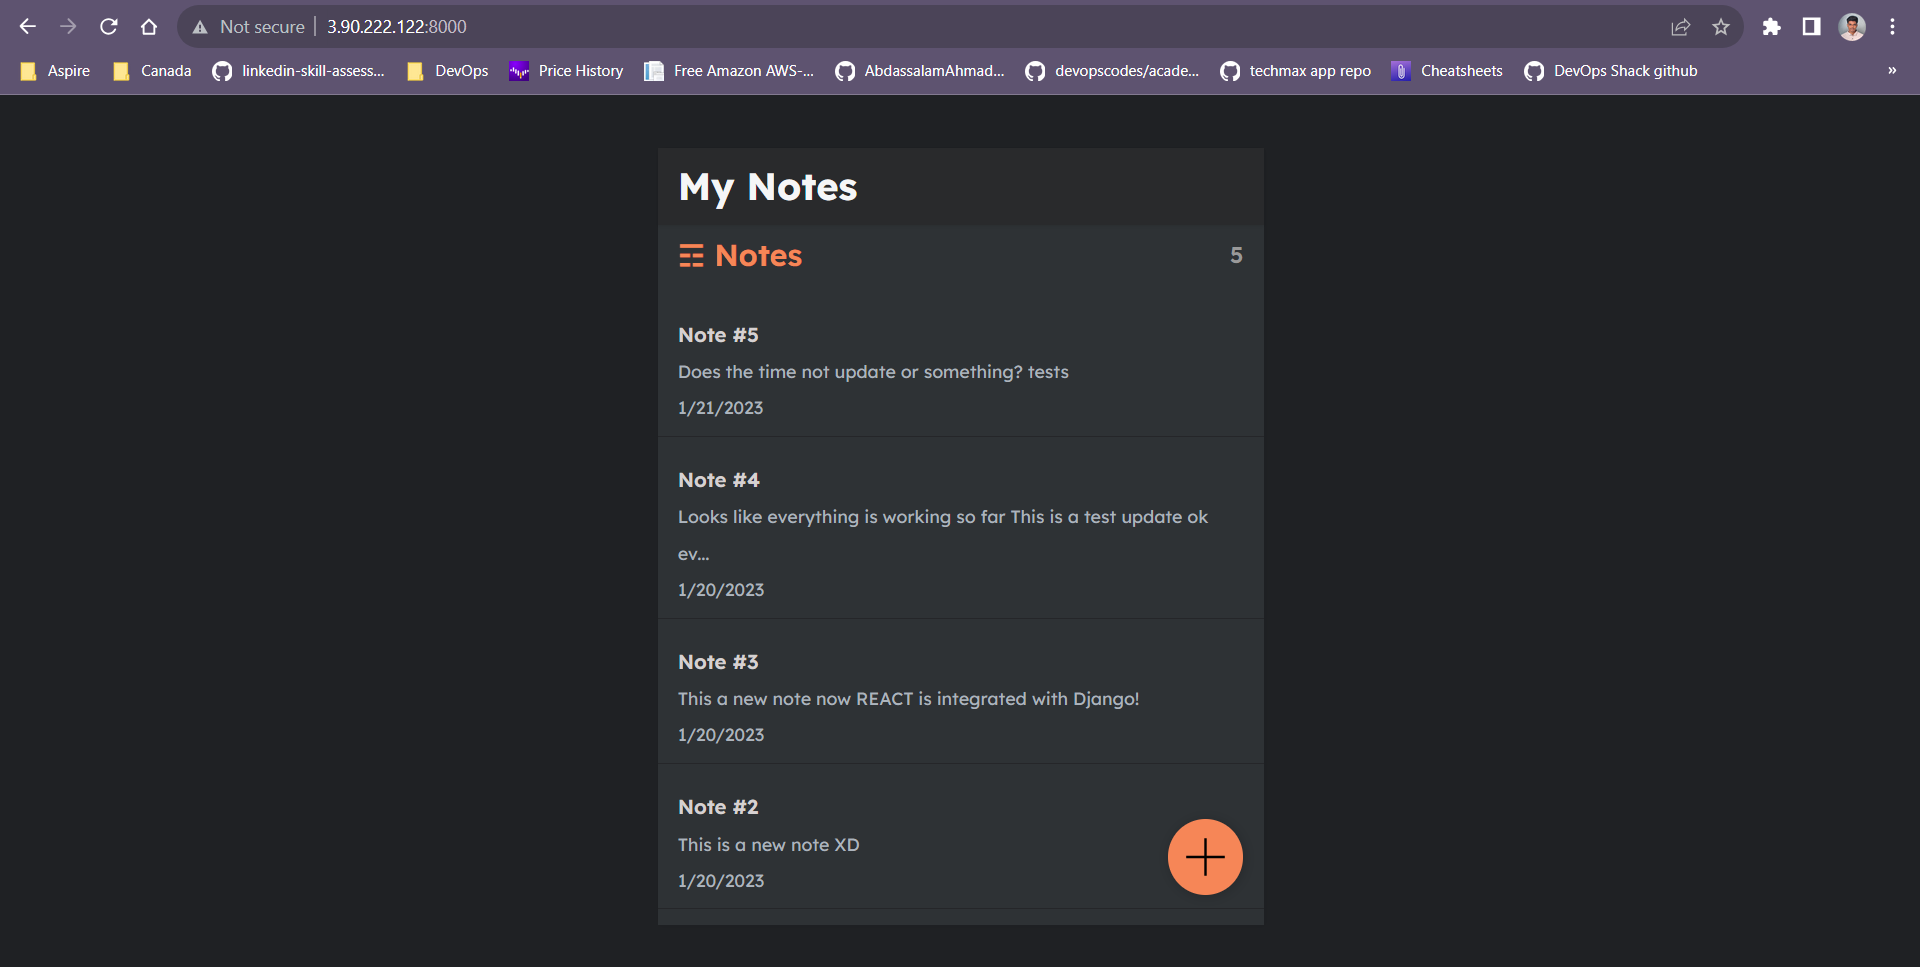 Not secure | 3.90.222.122:8000
Aspire Canada linkedin-skill-assess... DevOps Price History Free Amazon AWS-... AbdassalamAhmad... devopscodes/acade... techmax app repo Cheatsheets DevOps Shack github »
My Notes
☶ Notes 5
Note #5
Does the time not update or something? tests
1/21/2023
Note #4
Looks like everything is working so far This is a test update ok
ev...
1/20/2023
Note #3
This a new note now REACT is integrated with Django!
1/20/2023
Note #2
This is a new note XD
1/20/2023